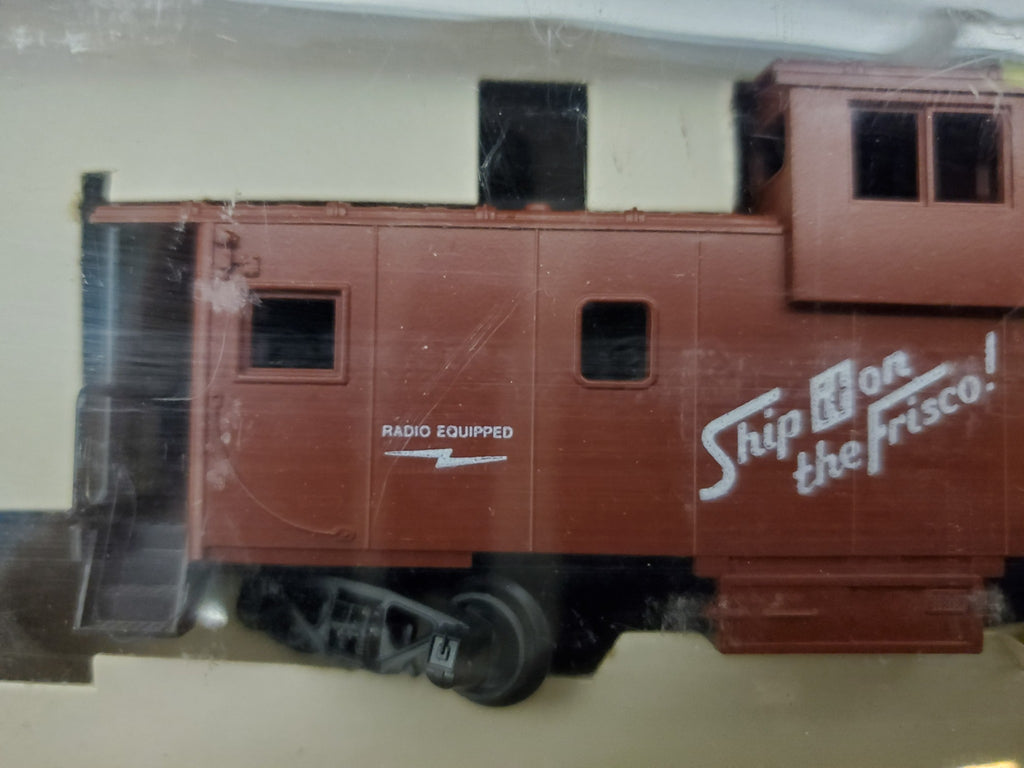 RADIO EQUIPPED
Ship it on
the Frisco!